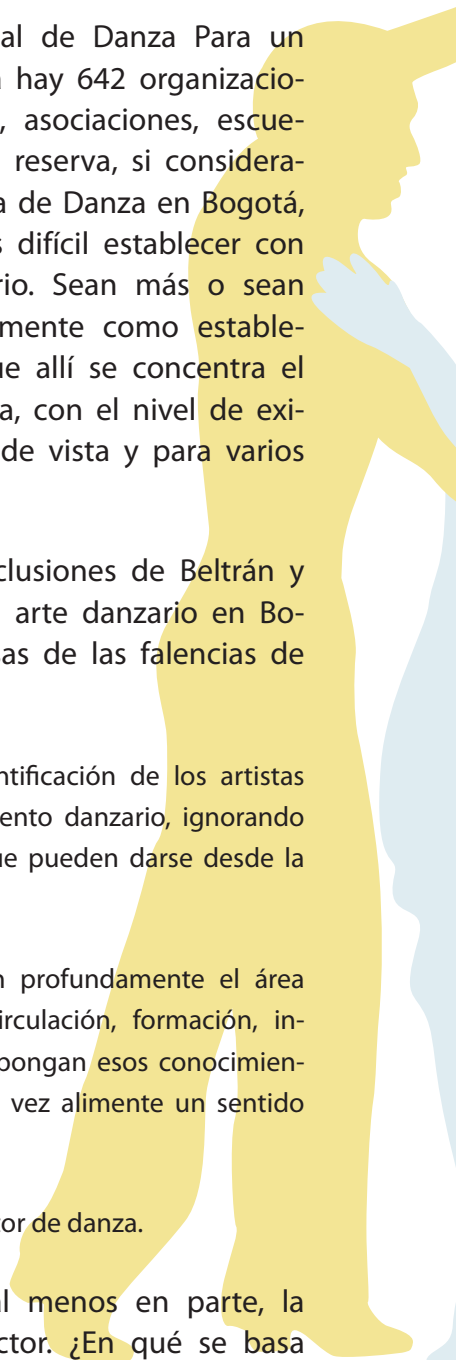 al de Danza Para un
hay 642 organizacio-
, asociaciones, escue-
reserva, si considera-
a de Danza en Bogotá,
s difícil establecer con
rio. Sean más o sean
mente como estable-
ue allí se concentra el
a, con el nivel de exi-
de vista y para varios
clusiones de Beltrán y
arte danzario en Bo-
sas de las falencias de
ntificación de los artistas
ento danzario, ignorando
ue pueden darse desde la
n profundamente el área
irculación, formación, in-
pongan esos conocimien-
vez alimente un sentido
tor de danza.
al menos en parte, la
ctor. ¿En qué se basa